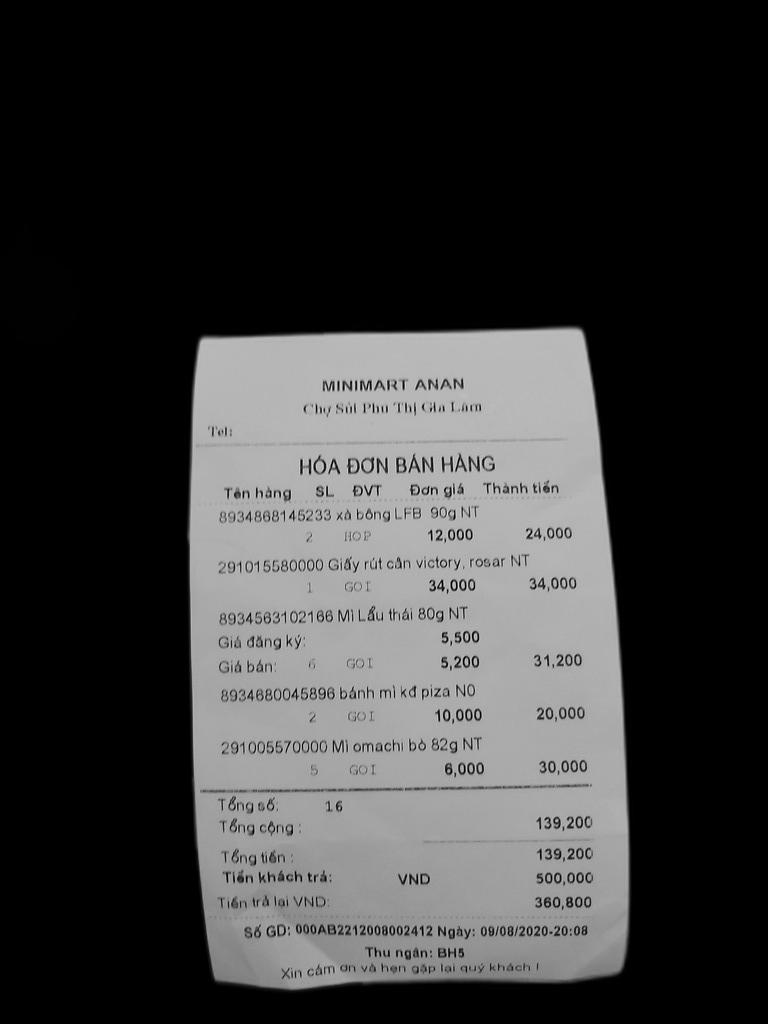 MINIMART ANAN
Chợ Sủi Phú Thị Gia Lâm
Tel:
HÓA ĐƠN BÁN HÀNG
Tên hàng SL ĐVT Đơn giá Thành tiền
8934868145233 xà bông LFB 90g NT
2 HOP 12,000 24,000
291015580000 Giấy rút cân victory, rosar NT
1 GOI 34,000 34,000
8934563102166 Mì Lẩu thái 80g NT
Giá đăng ký: 5,500
Giá bán: 6 GOI 5,200 31,200
8934680045896 bánh mì kđ piza N0
2 GOI 10,000 20,000
291005570000 Mì omachi bò 82g NT
5 GOI 6,000 30,000
Tổng số: 16
Tổng cộng : 139,200
Tổng tiền : 139,200
Tiền khách trả: VND 500,000
Tiền trả lại VND: 360,800
Số GD: 000AB2212008002412 Ngày: 09/08/2020-20:08
Thu ngân: BH5
Xin cảm ơn và hẹn gặp lại quý khách !